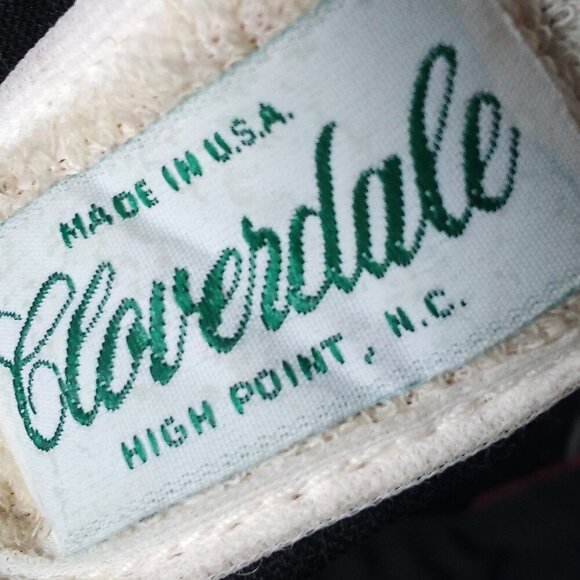 MADE IN U.S.A.
Cloverdale
HIGH POINT, N.C.